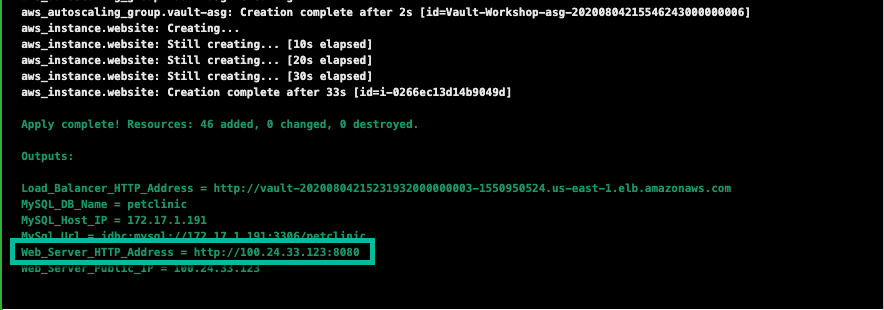 aws_autoscaling_group.vault-asg: Creation complete after 2s [id=Vault-Workshop-asg-20200804215546243000000006]
aws_instance.website: Creating...
aws_instance.website: Still creating... [10s elapsed]
aws_instance.website: Still creating... [20s elapsed]
aws_instance.website: Still creating... [30s elapsed]
aws_instance.website: Creation complete after 33s [id=i-0266ec13d14b9049d]
Apply complete! Resources: 46 added, 0 changed, 0 destroyed.
Outputs:
Load_Balancer_HTTP_Address = http://vault-20200804215231932000000003-1550950524.us-east-1.elb.amazonaws.com
MySQL_DB_Name = petclinic
MySQL_Host_IP = 172.17.1.191
MySql_Url = jdbc:mysql://172.17.1.191:3306/petclinic
Web_Server_HTTP_Address = http://100.24.33.123:8080
Web_Server_Public_IP = 100.24.33.123